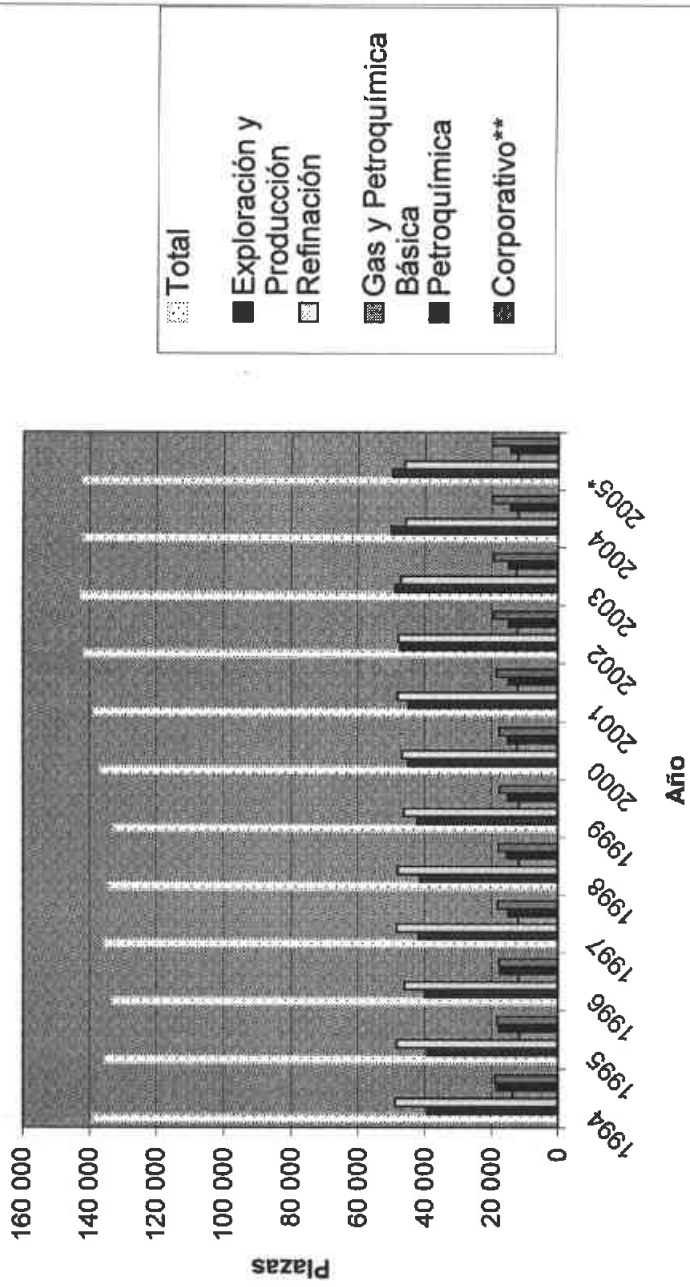 160 000
140 000
120 000
100 000
80 000
60 000
40 000
20 000
0
Plazas
1994
1995
1996
1997
1998
1999
2000
2001
2002
2003
2004
2005*
Año
Total
Exploración y
Producción
Refinación
Gas y Petroquímica
Básica
Petroquímica
Corporativo**